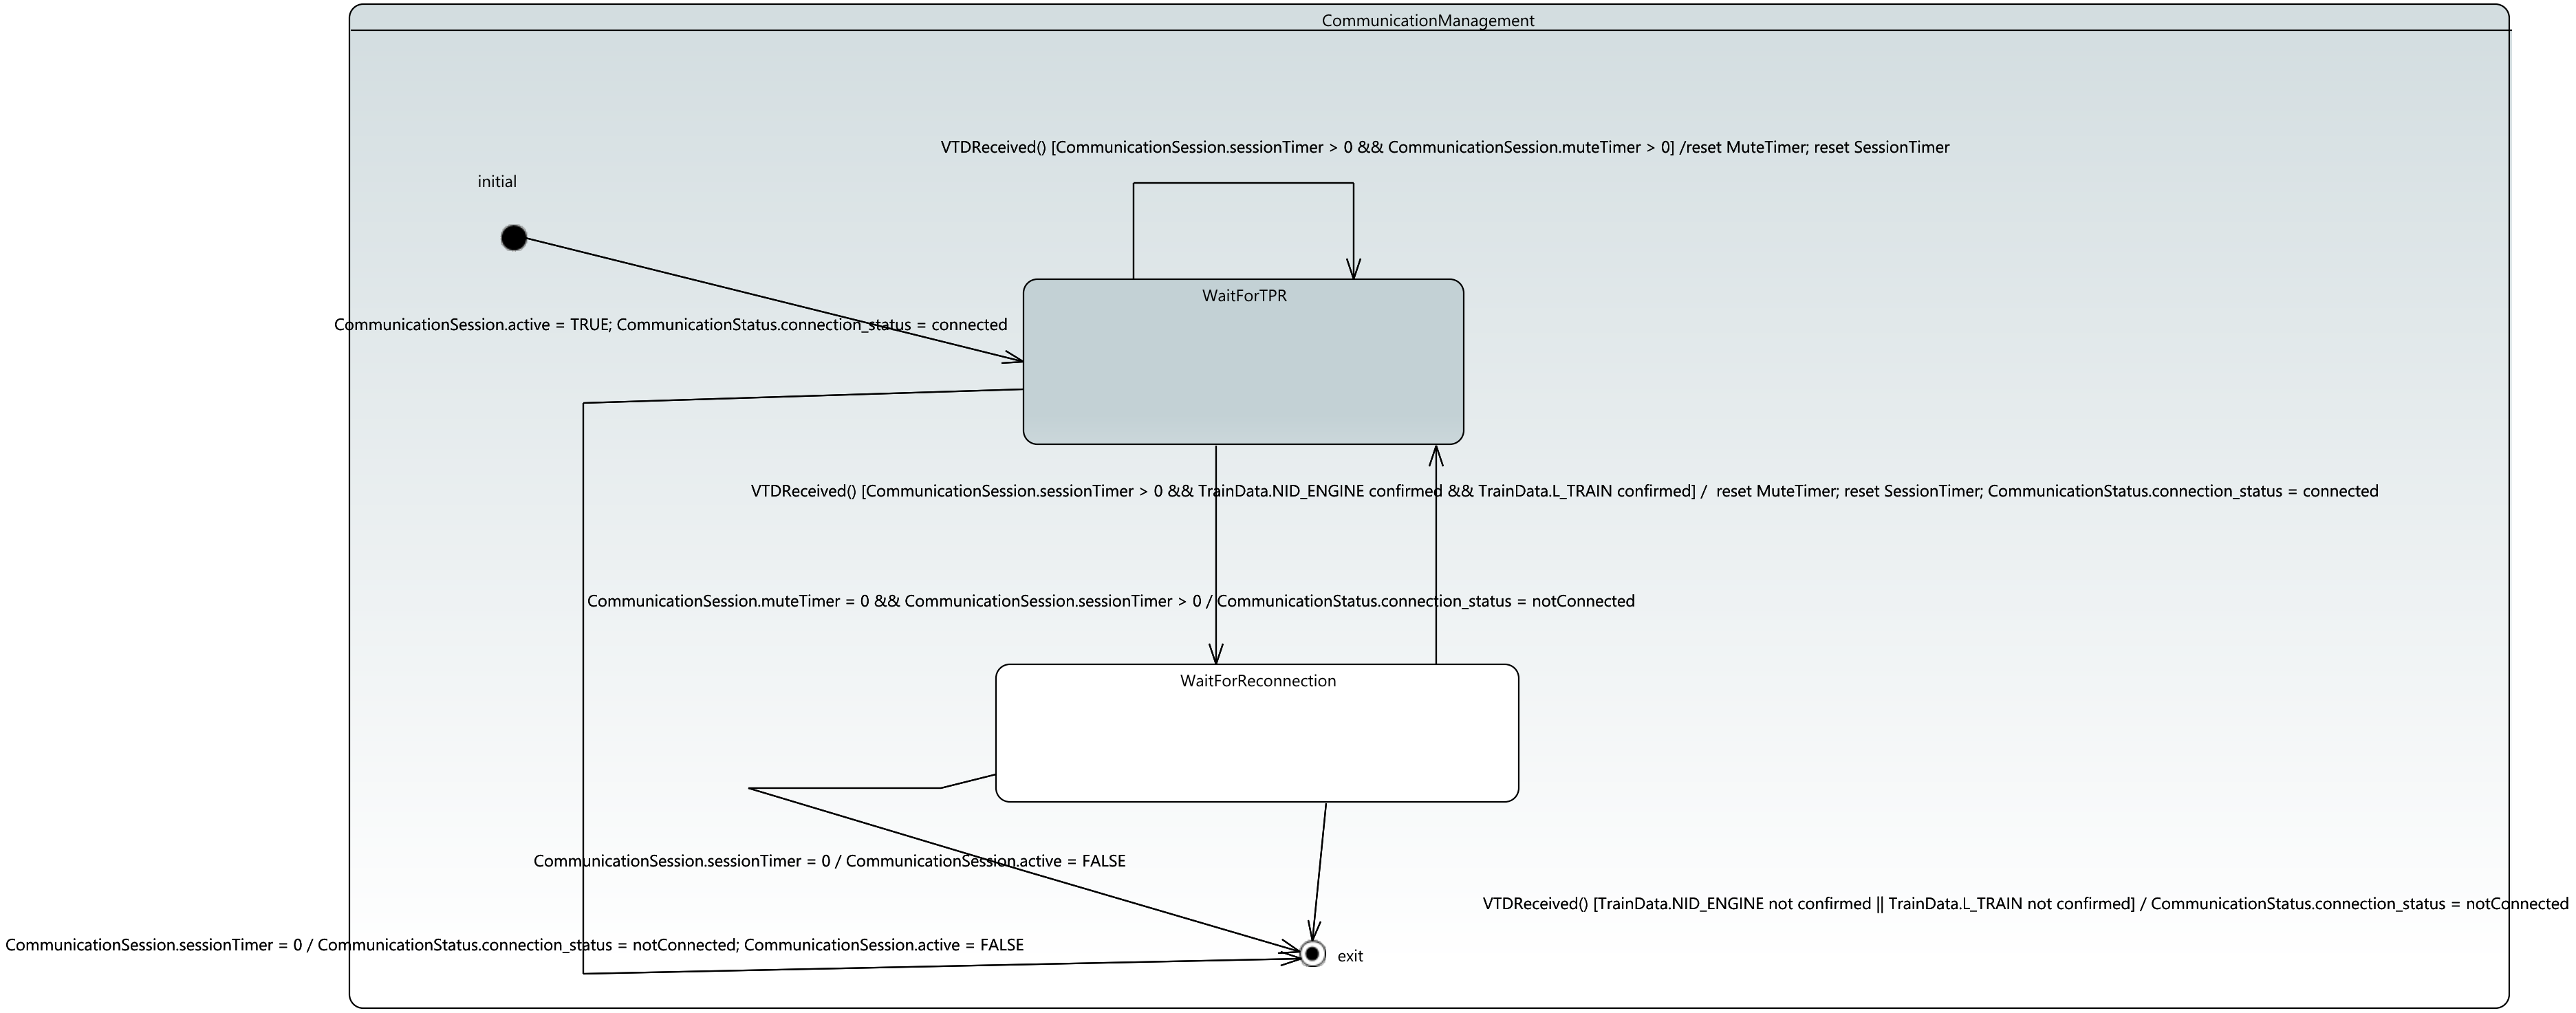 CommunicationManagement
VTDReceived() [CommunicationSession.sessionTimer > 0 && CommunicationSession.muteTimer > 0] /reset MuteTimer; reset SessionTimer
initial
WaitForTPR
CommunicationSession.active = TRUE; CommunicationStatus.connection_status = connected
VTDReceived() [CommunicationSession.sessionTimer > 0 && TrainData.NID_ENGINE confirmed && TrainData.L_TRAIN confirmed] /  reset MuteTimer; reset SessionTimer; CommunicationStatus.connection_status = connected
CommunicationSession.muteTimer = 0 && CommunicationSession.sessionTimer > 0 / CommunicationStatus.connection_status = notConnected
WaitForReconnection
CommunicationSession.sessionTimer = 0 / CommunicationSession.active = FALSE
VTDReceived() [TrainData.NID_ENGINE not confirmed || TrainData.L_TRAIN not confirmed] / CommunicationStatus.connection_status = notConnected
CommunicationSession.sessionTimer = 0 / CommunicationStatus.connection_status = notConnected; CommunicationSession.active = FALSE
exit